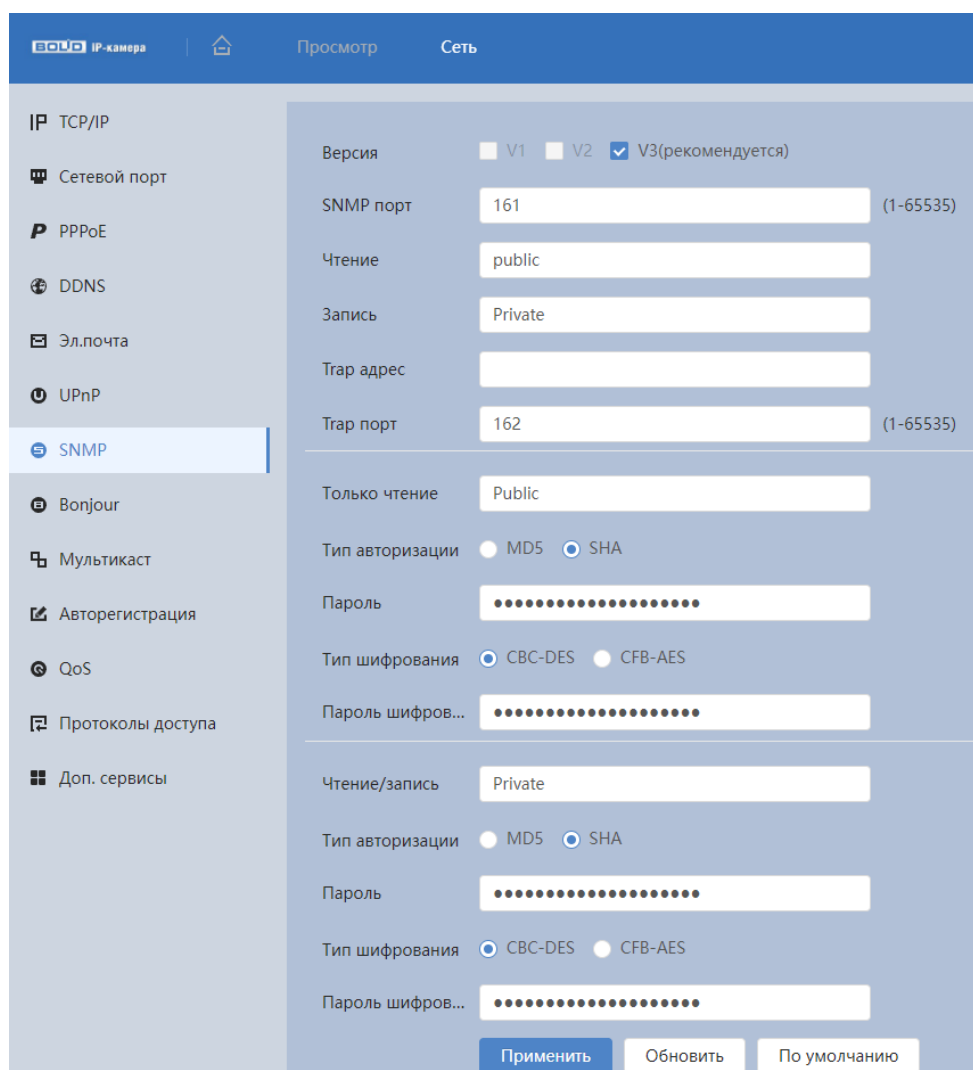 BOLID IP-камера Просмотр Сеть
IP TCP/IP
Сетевой порт
PPPoE
DDNS
Эл.почта
UPnP
SNMP
Bonjour
Мультикаст
Авторегистрация
QoS
Протоколы доступа
Доп. сервисы
Версия V1 V2 V3(рекомендуется)
SNMP порт 161 (1-65535)
Чтение public
Запись Private
Trap адрес
Trap порт 162 (1-65535)
Только чтение Public
Тип авторизации MD5 SHA
Пароль ••••••••••••••••••••
Тип шифрования CBC-DES CFB-AES
Пароль шифров... ••••••••••••••••••••
Чтение/запись Private
Тип авторизации MD5 SHA
Пароль ••••••••••••••••••••
Тип шифрования CBC-DES CFB-AES
Пароль шифров... ••••••••••••••••••••
Применить Обновить По умолчанию